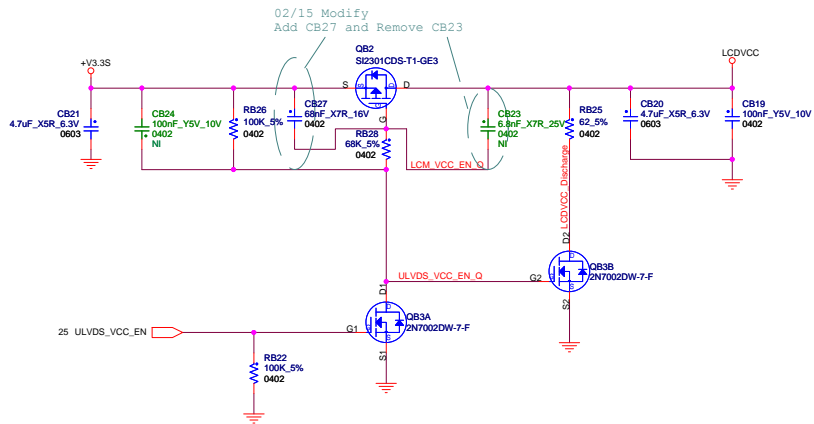 02/15 Modify
Add CB27 and Remove CB23
QB2
SI2301CDS-T1-GE3
+V3.3S
LCDVCC
S
D
G
CB21
4.7uF_X5R_6.3V
0603
CB24
100nF_Y5V_10V
0402
NI
RB26
100K_5%
0402
CB27
68nF_X7R_16V
0402
RB28
68K_5%
0402
CB23
6.8nF_X7R_25V
0402
NI
RB25
62_5%
0402
CB20
4.7uF_X5R_6.3V
0603
CB19
100nF_Y5V_10V
0402
LCM_VCC_EN_Q
LCDVCC_Discharge
ULVDS_VCC_EN_Q
D2
G2
S2
QB3B
2N7002DW-7-F
D1
G1
S1
QB3A
2N7002DW-7-F
25 ULVDS_VCC_EN
RB22
100K_5%
0402